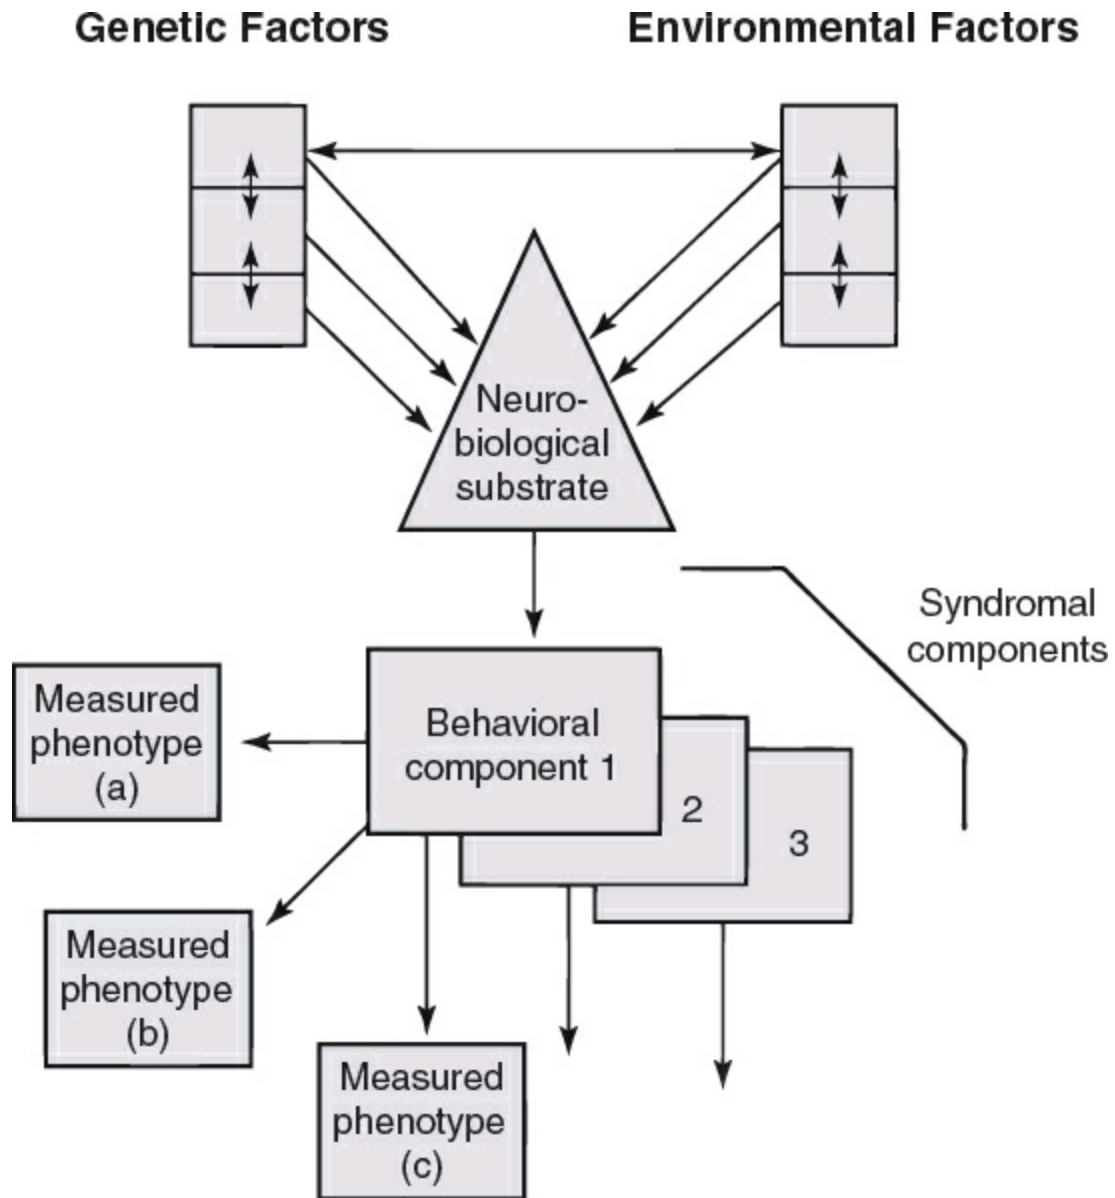 Genetic Factors
Environmental Factors
Neuro-
biological
substrate
Syndromal
components
Behavioral
component 1
2
3
Measured
phenotype
(a)
Measured
phenotype
(b)
Measured
phenotype
(c)